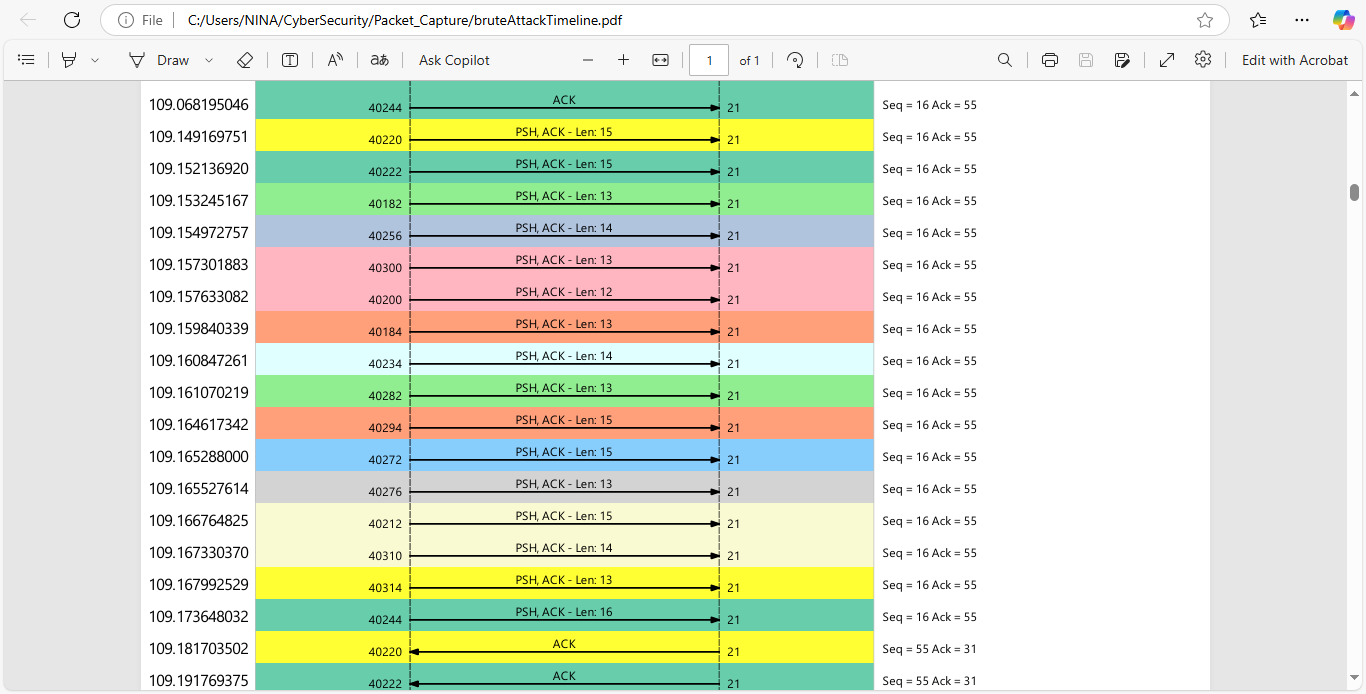 File C:/Users/NINA/CyberSecurity/Packet_Capture/bruteAttackTimeline.pdf
Draw T A aあ Ask Copilot 1 of 1 Edit with Acrobat
109.068195046 40244 ACK 21 Seq = 16 Ack = 55
109.149169751 40220 PSH, ACK - Len: 15 21 Seq = 16 Ack = 55
109.152136920 40222 PSH, ACK - Len: 15 21 Seq = 16 Ack = 55
109.153245167 40182 PSH, ACK - Len: 13 21 Seq = 16 Ack = 55
109.154972757 40256 PSH, ACK - Len: 14 21 Seq = 16 Ack = 55
109.157301883 40300 PSH, ACK - Len: 13 21 Seq = 16 Ack = 55
109.157633082 40200 PSH, ACK - Len: 12 21 Seq = 16 Ack = 55
109.159840339 40184 PSH, ACK - Len: 13 21 Seq = 16 Ack = 55
109.160847261 40234 PSH, ACK - Len: 14 21 Seq = 16 Ack = 55
109.161070219 40282 PSH, ACK - Len: 13 21 Seq = 16 Ack = 55
109.164617342 40294 PSH, ACK - Len: 15 21 Seq = 16 Ack = 55
109.165288000 40272 PSH, ACK - Len: 15 21 Seq = 16 Ack = 55
109.165527614 40276 PSH, ACK - Len: 13 21 Seq = 16 Ack = 55
109.166764825 40212 PSH, ACK - Len: 15 21 Seq = 16 Ack = 55
109.167330370 40310 PSH, ACK - Len: 14 21 Seq = 16 Ack = 55
109.167992529 40314 PSH, ACK - Len: 13 21 Seq = 16 Ack = 55
109.173648032 40244 PSH, ACK - Len: 16 21 Seq = 16 Ack = 55
109.181703502 40220 ACK 21 Seq = 55 Ack = 31
109.191769375 40222 ACK 21 Seq = 55 Ack = 31